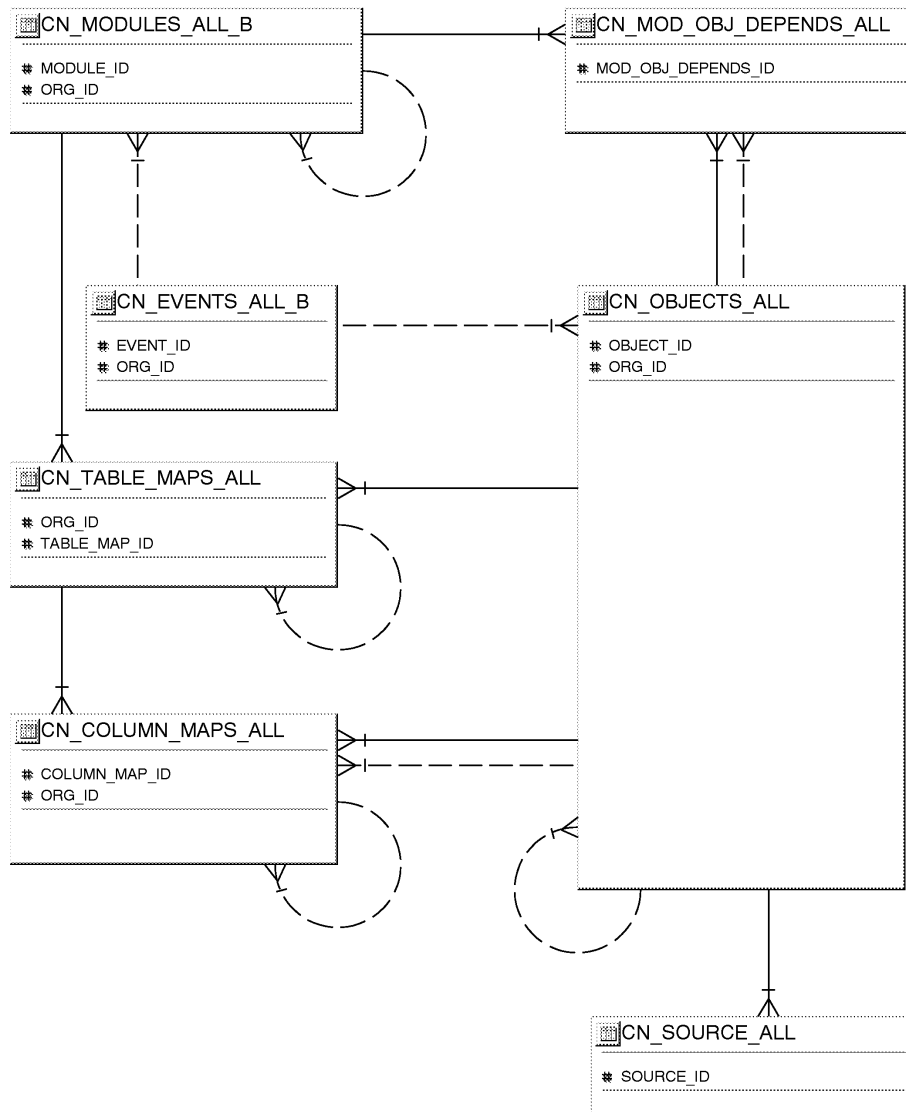 CN_MODULES_ALL_B
# MODULE_ID
# ORG_ID
CN_MOD_OBJ_DEPENDS_ALL
# MOD_OBJ_DEPENDS_ID
CN_EVENTS_ALL_B
# EVENT_ID
# ORG_ID
CN_OBJECTS_ALL
# OBJECT_ID
# ORG_ID
CN_TABLE_MAPS_ALL
# ORG_ID
# TABLE_MAP_ID
CN_COLUMN_MAPS_ALL
# COLUMN_MAP_ID
# ORG_ID
CN_SOURCE_ALL
# SOURCE_ID